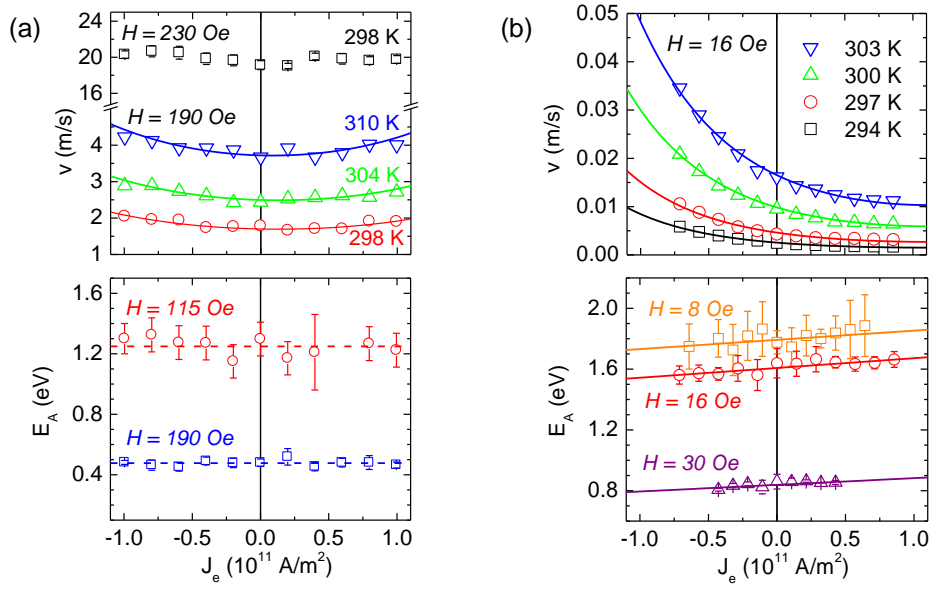 (a)
24
22
20
18
4
3
2
1
v (m/s)
H = 230 Oe
298 K
H = 190 Oe
310 K
304 K
298 K
1.6
1.2
0.8
0.4
E_A (eV)
H = 115 Oe
H = 190 Oe
-1.0 -0.5 0.0 0.5 1.0
J_e (10^11 A/m^2)
(b)
0.05
0.04
0.03
0.02
0.01
0.00
v (m/s)
H = 16 Oe
303 K
300 K
297 K
294 K
2.0
1.6
1.2
0.8
E_A (eV)
H = 8 Oe
H = 16 Oe
H = 30 Oe
-1.0 -0.5 0.0 0.5 1.0
J_e (10^11 A/m^2)